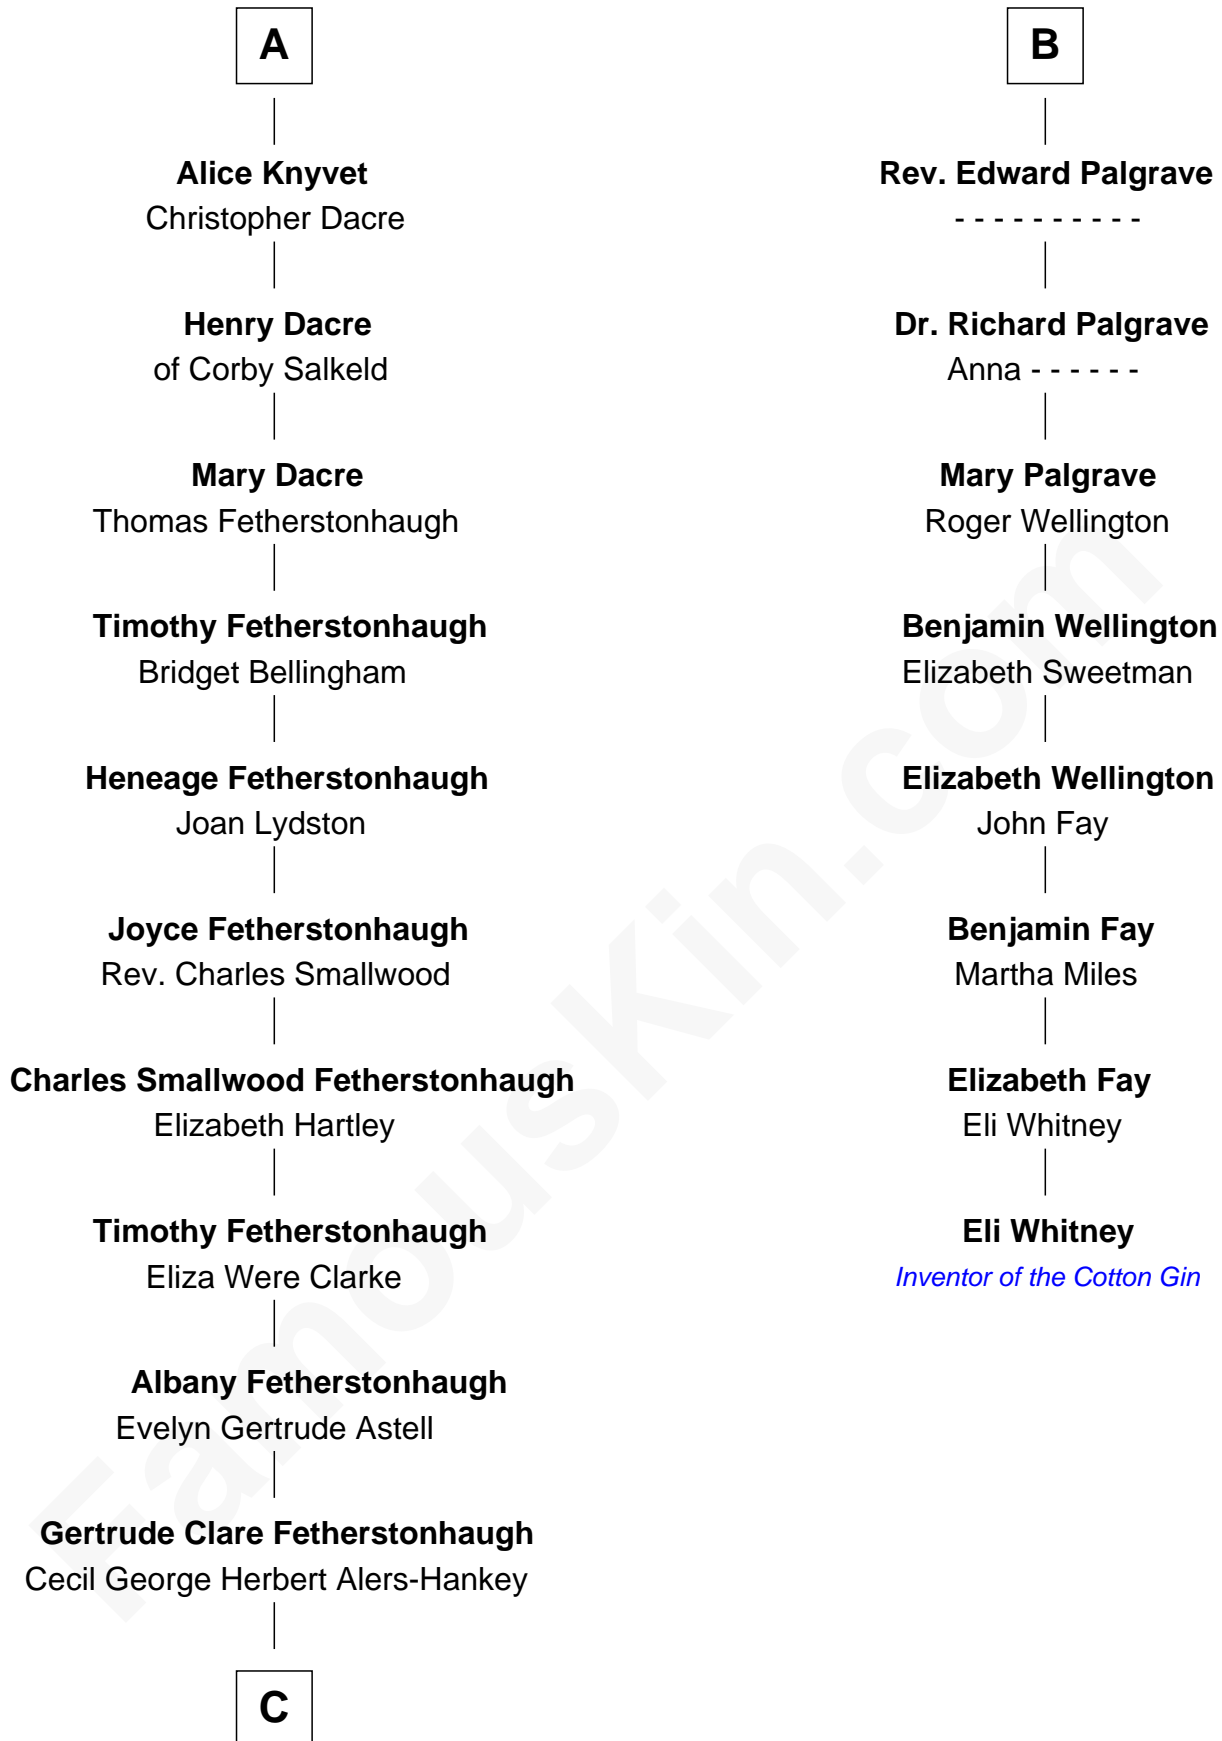 A
Alice Knyvet
Christopher Dacre
Henry Dacre
of Corby Salkeld
Mary Dacre
Thomas Fetherstonhaugh
Timothy Fetherstonhaugh
Bridget Bellingham
Heneage Fetherstonhaugh
Joan Lydston
Joyce Fetherstonhaugh
Rev. Charles Smallwood
Charles Smallwood Fetherstonhaugh
Elizabeth Hartley
Timothy Fetherstonhaugh
Eliza Were Clarke
Albany Fetherstonhaugh
Evelyn Gertrude Astell
Gertrude Clare Fetherstonhaugh
Cecil George Herbert Alers-Hankey
C
B
Rev. Edward Palgrave
- - - - - - - - - -
Dr. Richard Palgrave
Anna - - - - - -
Mary Palgrave
Roger Wellington
Benjamin Wellington
Elizabeth Sweetman
Elizabeth Wellington
John Fay
Benjamin Fay
Martha Miles
Elizabeth Fay
Eli Whitney
Eli Whitney
Inventor of the Cotton Gin
FamousKin.com